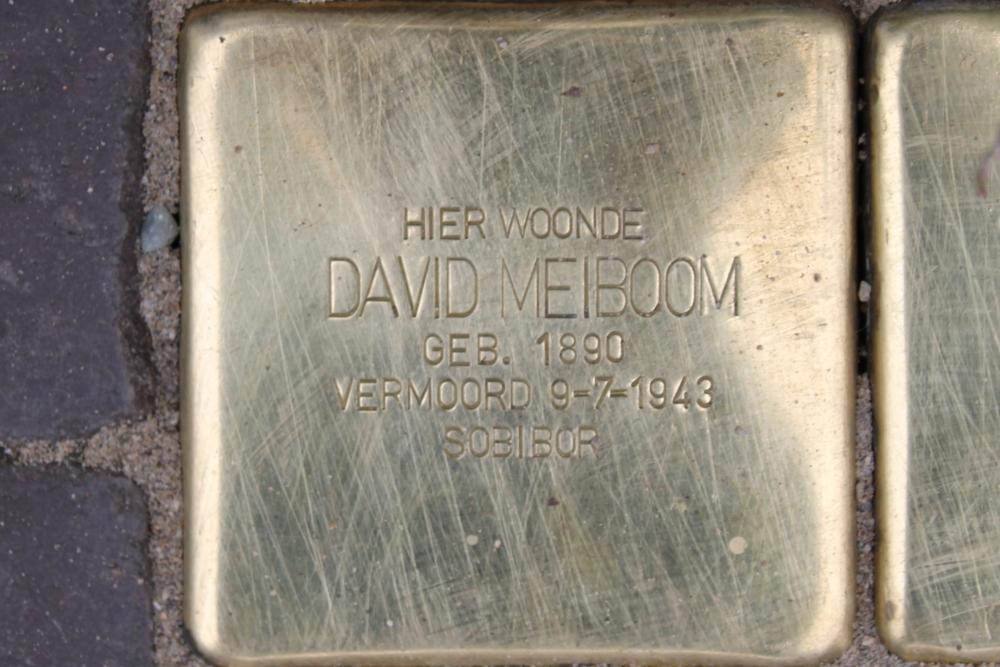 HIER WOONDE
DAVID MEIBOOM
GEB. 1890
VERMOORD 9-7-1943
SOBIBOR